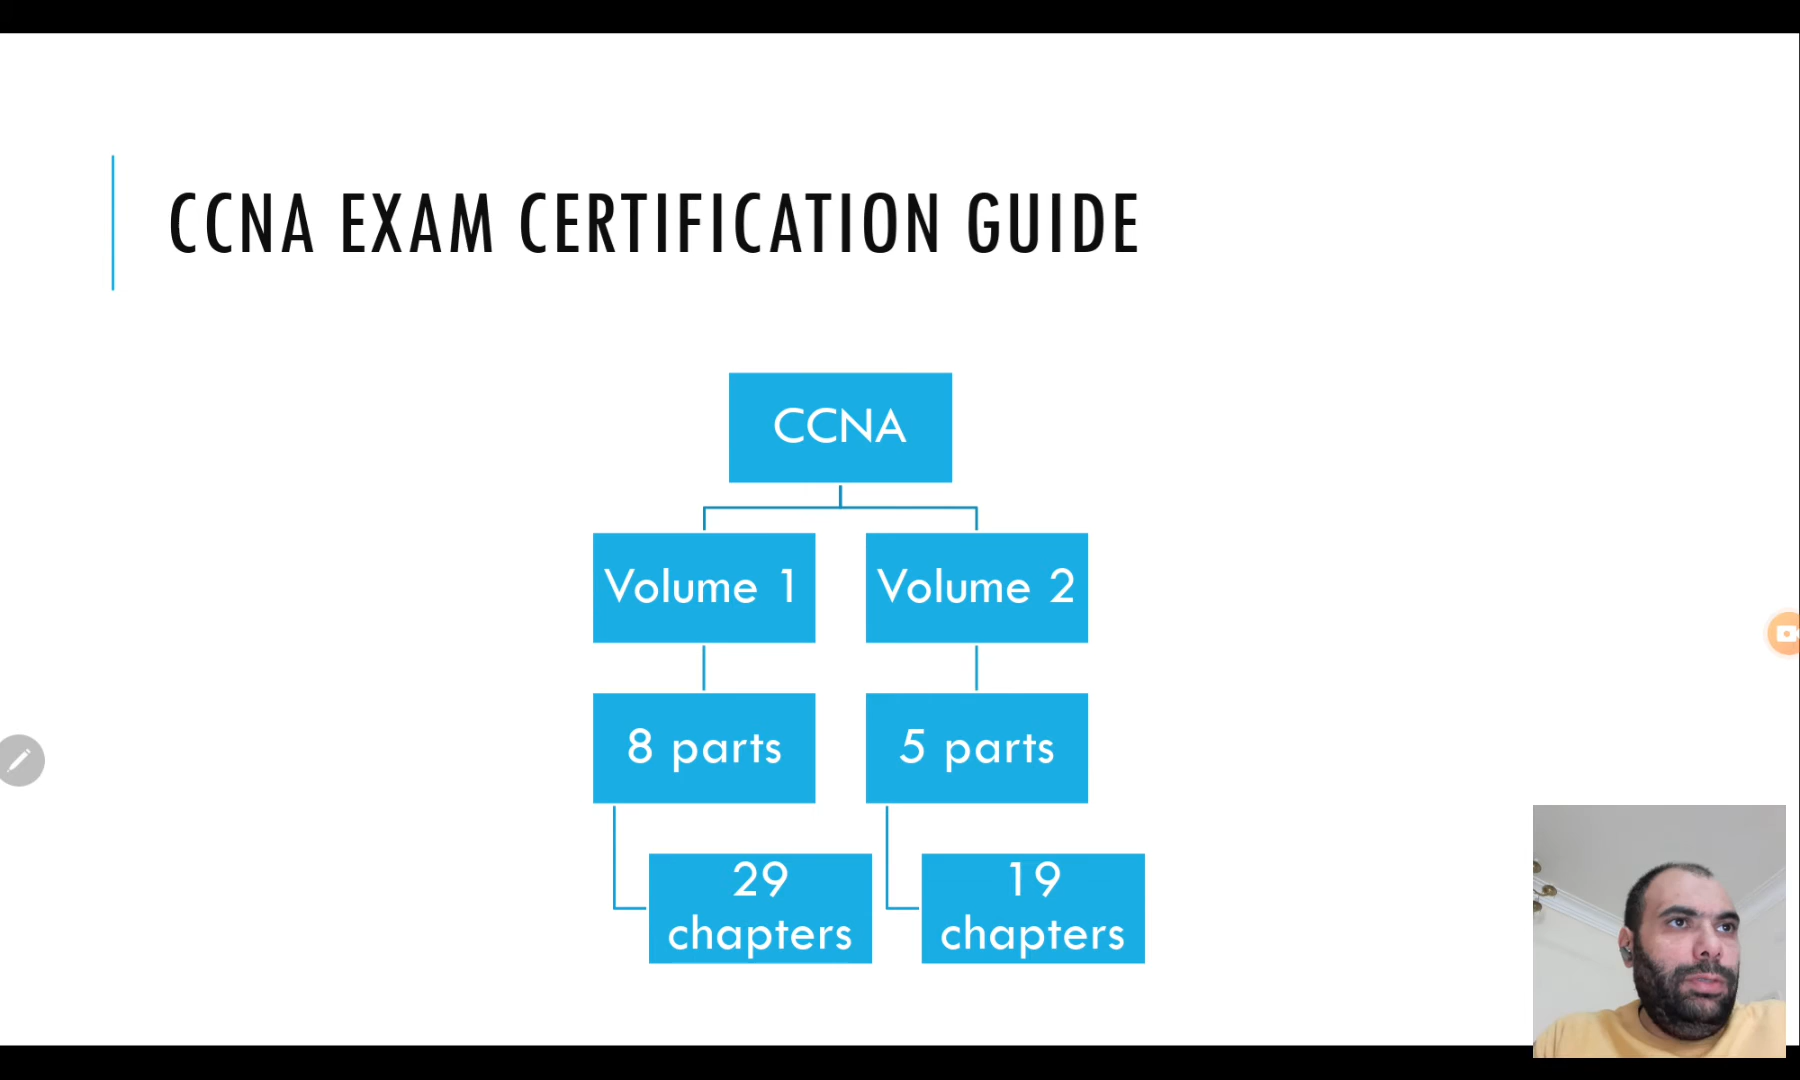 CCNA EXAM CERTIFICATION GUIDE
CCNA
Volume 1
Volume 2
8 parts
5 parts
29
chapters
19
chapters